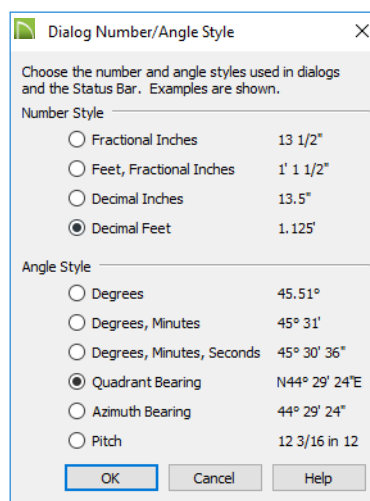 Dialog Number/Angle Style
Choose the number and angle styles used in dialogs
and the Status Bar. Examples are shown.
Number Style
Fractional Inches 13 1/2"
Feet, Fractional Inches 1' 1 1/2"
Decimal Inches 13.5"
Decimal Feet 1.125'
Angle Style
Degrees 45.51°
Degrees, Minutes 45° 31'
Degrees, Minutes, Seconds 45° 30' 36"
Quadrant Bearing N44° 29' 24"E
Azimuth Bearing 44° 29' 24"
Pitch 12 3/16 in 12
OK Cancel Help